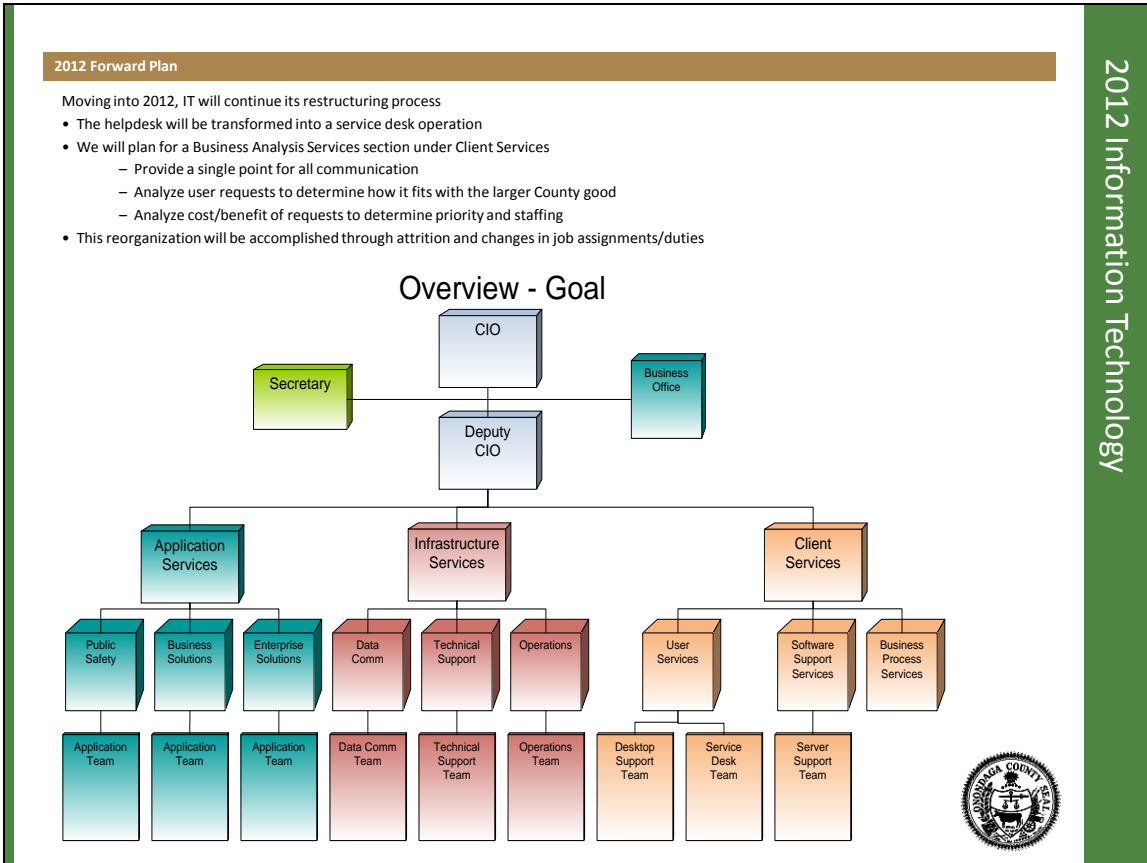 2012 Forward Plan
Moving into 2012, IT will continue its restructuring process
• The helpdesk will be transformed into a service desk operation
• We will plan for a Business Analysis Services section under Client Services
– Provide a single point for all communication
– Analyze user requests to determine how it fits with the larger County good
– Analyze cost/benefit of requests to determine priority and staffing
• This reorganization will be accomplished through attrition and changes in job assignments/duties
Overview - Goal
CIO
Secretary
Business
Office
Deputy
CIO
Application
Services
Infrastructure
Services
Client
Services
Public
Safety
Business
Solutions
Enterprise
Solutions
Data
Comm
Technical
Support
Operations
User
Services
Software
Support
Services
Business
Process
Services
Application
Team
Application
Team
Application
Team
Data Comm
Team
Technical
Support
Team
Operations
Team
Desktop
Support
Team
Service
Desk
Team
Server
Support
Team
ONONDAGA COUNTY SEAL
2012 Information Technology